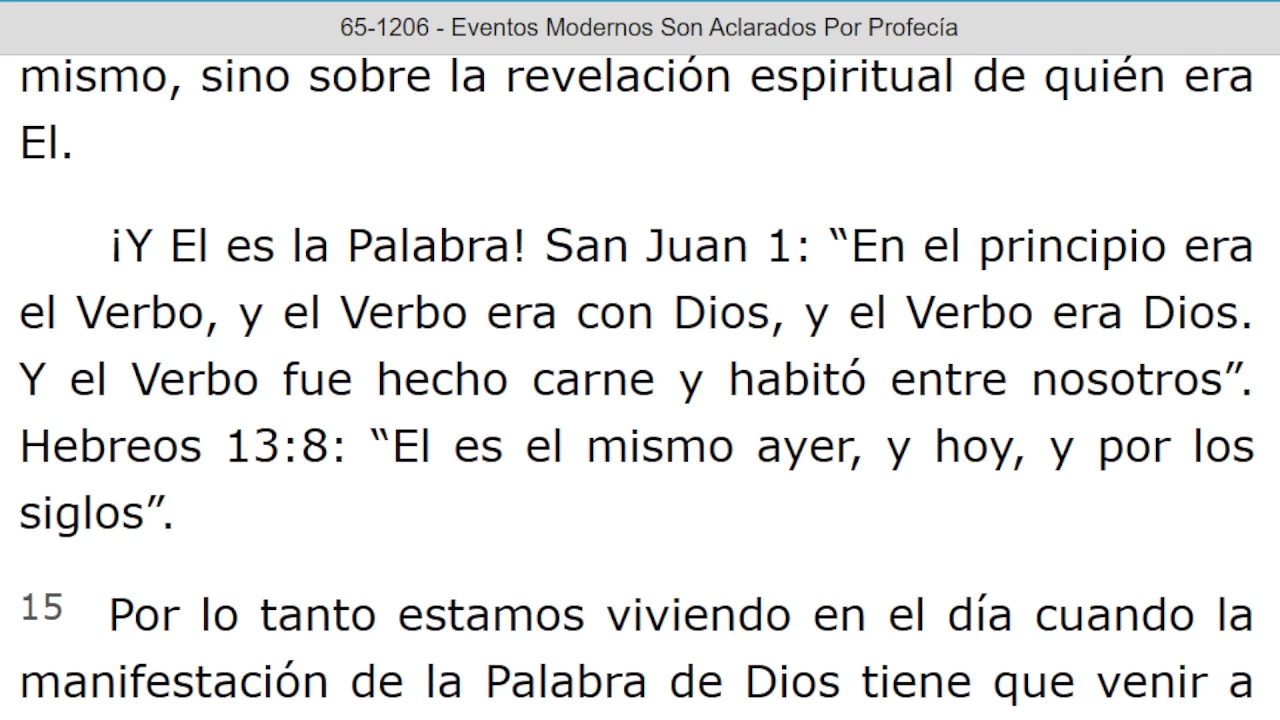 65-1206 - Eventos Modernos Son Aclarados Por Profecía
mismo, sino sobre la revelación espiritual de quién era
El.
¡Y El es la Palabra! San Juan 1: “En el principio era
el Verbo, y el Verbo era con Dios, y el Verbo era Dios.
Y el Verbo fue hecho carne y habitó entre nosotros”.
Hebreos 13:8: “El es el mismo ayer, y hoy, y por los
siglos”.
15 Por lo tanto estamos viviendo en el día cuando la
manifestación de la Palabra de Dios tiene que venir a